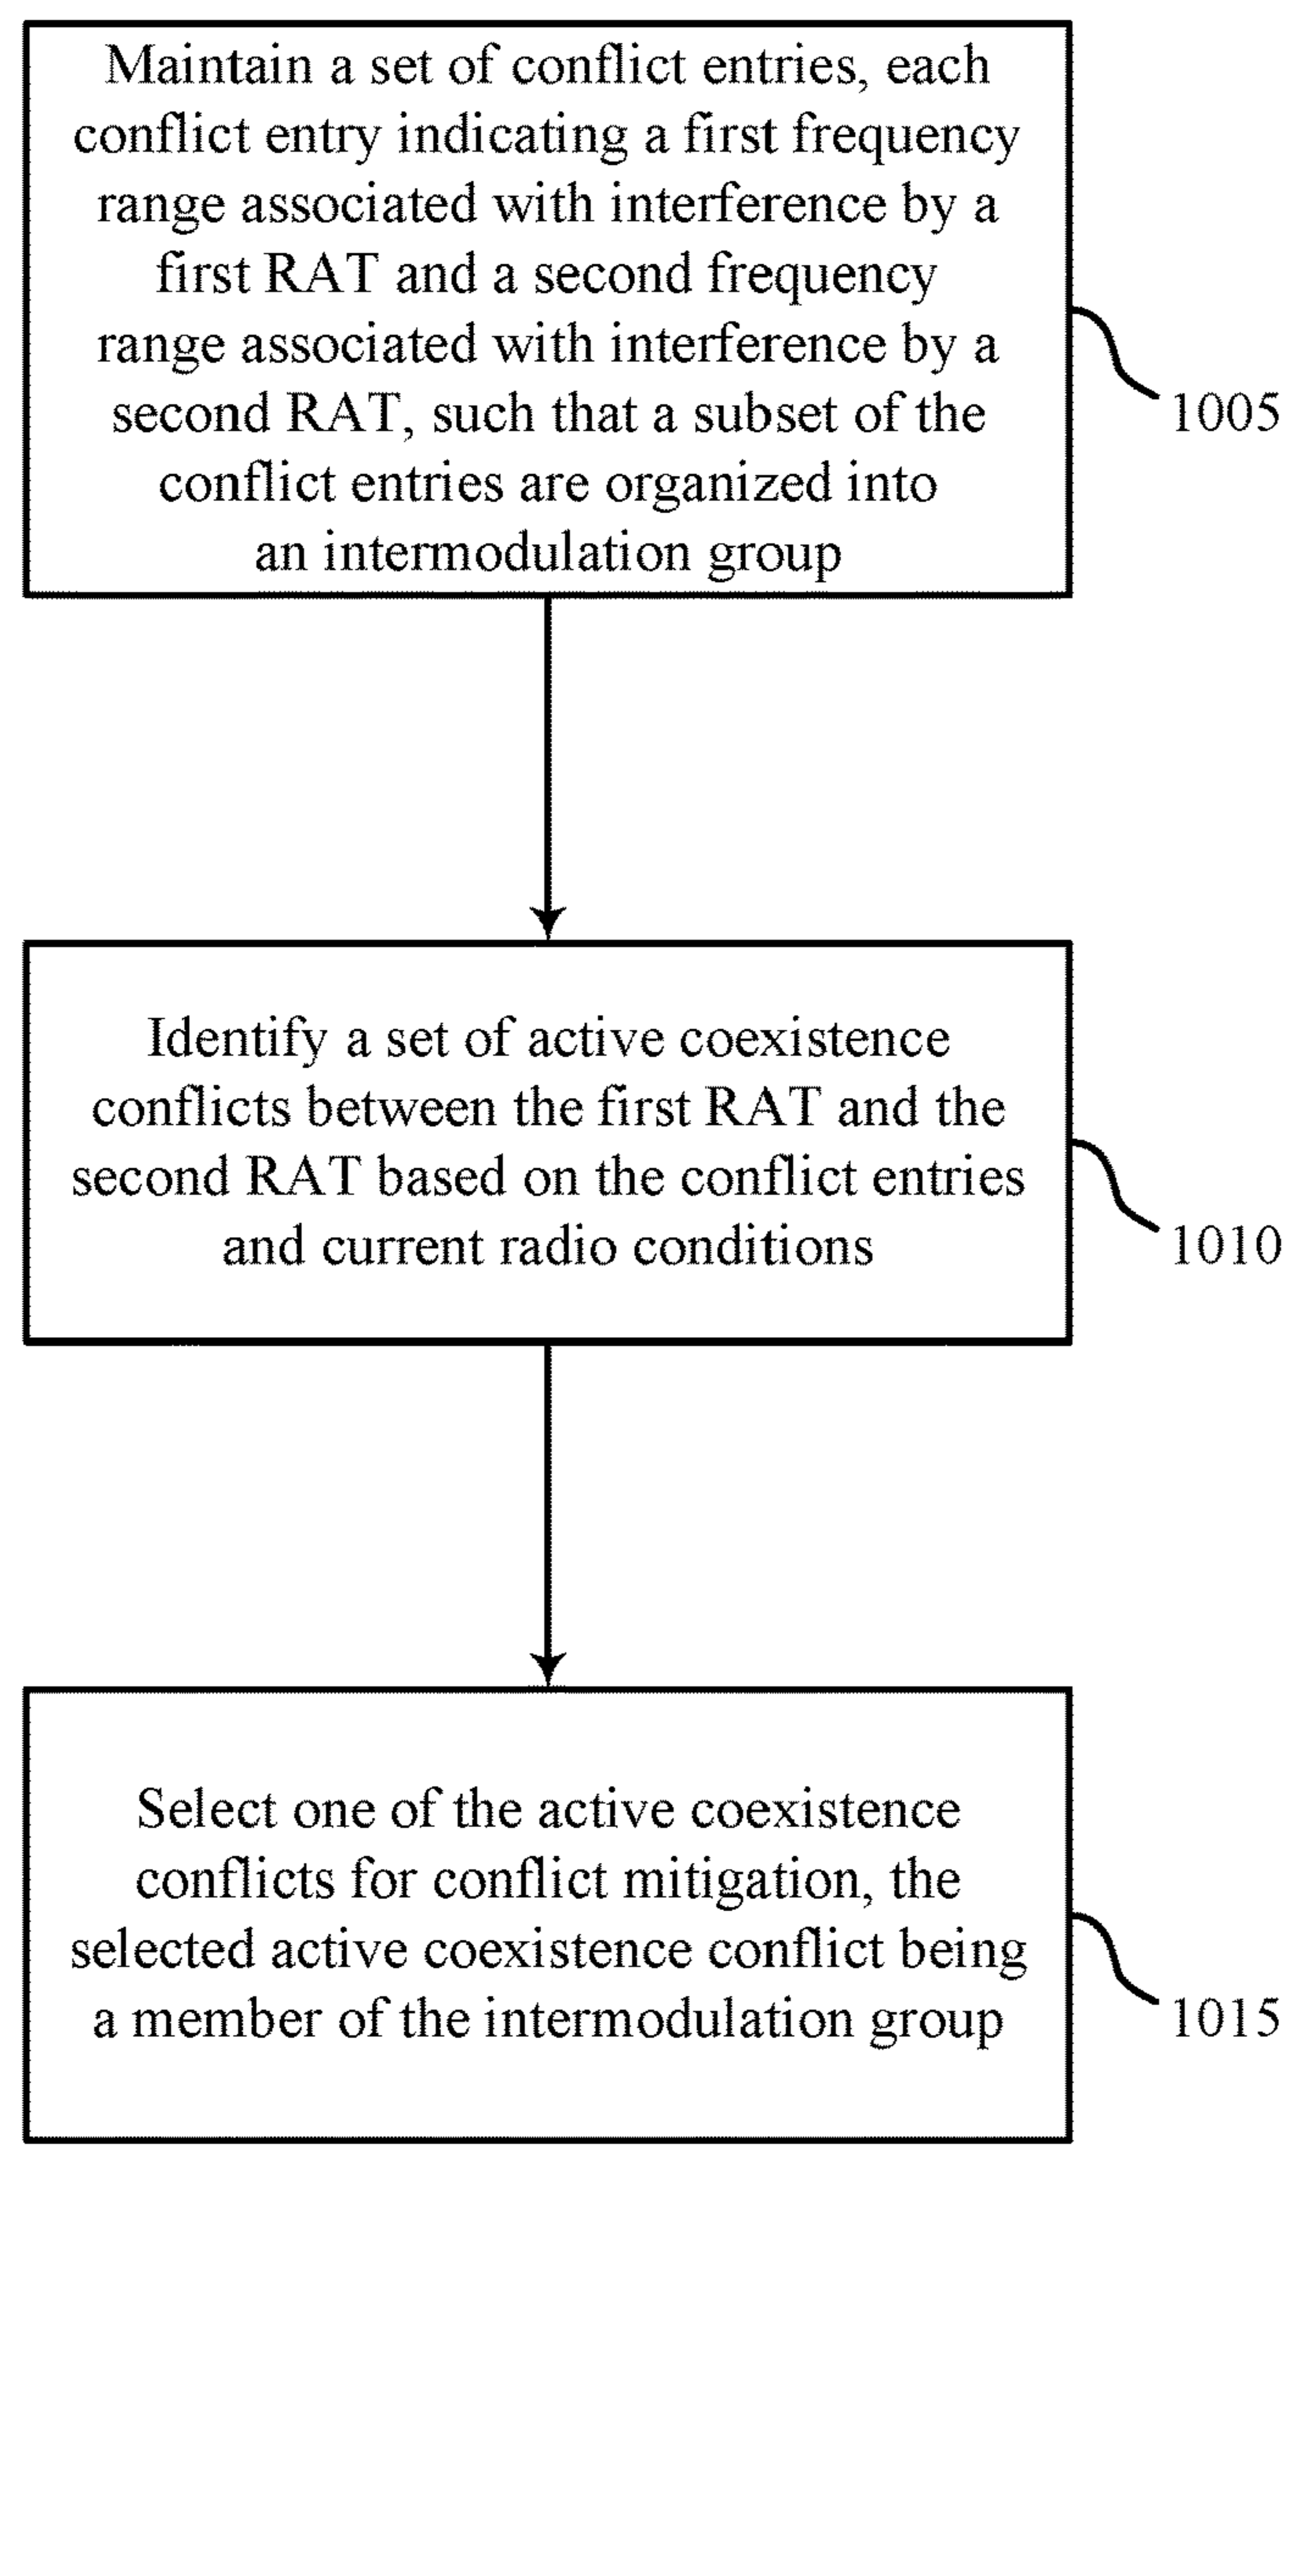 Maintain a set of conflict entries, each
conflict entry indicating a first frequency
range associated with interference by a
first RAT and a second frequency
range associated with interference by a
second RAT, such that a subset of the
conflict entries are organized into
an intermodulation group
1005
Identify a set of active coexistence
conflicts between the first RAT and the
second RAT based on the conflict entries
and current radio conditions
1010
Select one of the active coexistence
conflicts for conflict mitigation, the
selected active coexistence conflict being
a member of the intermodulation group
1015